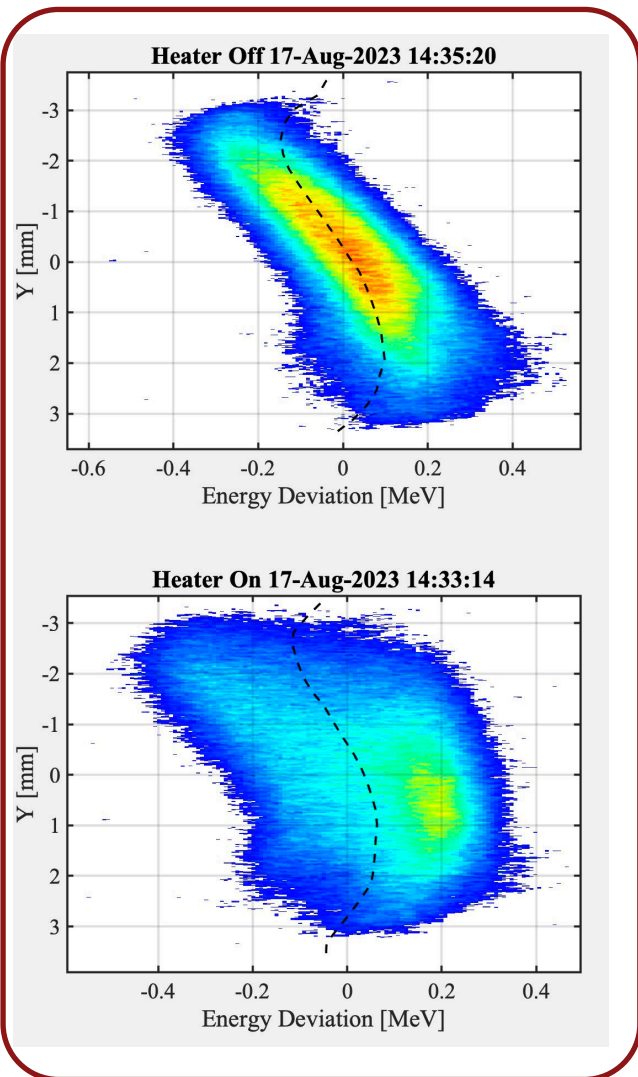 Heater Off 17-Aug-2023 14:35:20
-3
-2
-1
0
1
2
3
Y [mm]
-0.6 -0.4 -0.2 0 0.2 0.4
Energy Deviation [MeV]
Heater On 17-Aug-2023 14:33:14
-3
-2
-1
0
1
2
3
Y [mm]
-0.4 -0.2 0 0.2 0.4
Energy Deviation [MeV]